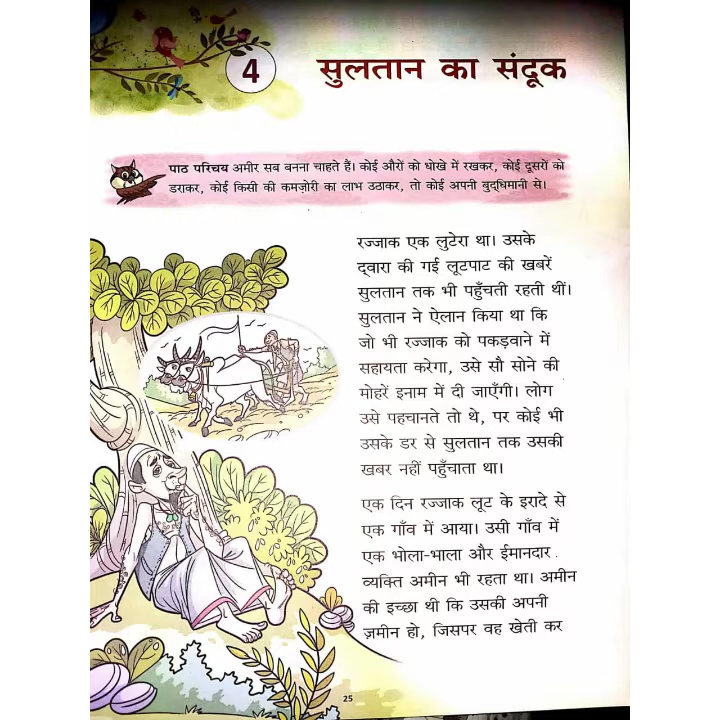 4
सुलतान का संदूक
पाठ परिचय अमीर सब बनना चाहते हैं। कोई औरों को धोखे में रखकर, कोई दूसरों को
डराकर, कोई किसी की कमज़ोरी का लाभ उठाकर, तो कोई अपनी बुद्धिमानी से।
रज्जाक एक लुटेरा था। उसके
द्वारा की गई लूटपाट की खबरें
सुलतान तक भी पहुँचती रहती थीं।
सुलतान ने ऐलान किया था कि
जो भी रज्जाक को पकड़वाने में
सहायता करेगा, उसे सौ सोने की
मोहरें इनाम में दी जाएँगी। लोग
उसे पहचानते तो थे, पर कोई भी
उसके डर से सुलतान तक उसकी
खबर नहीं पहुँचाता था।
एक दिन रज्जाक लूट के इरादे से
एक गाँव में आया। उसी गाँव में
एक भोला-भाला और ईमानदार
व्यक्ति अमीन भी रहता था। अमीन
की इच्छा थी कि उसकी अपनी
ज़मीन हो, जिसपर वह खेती कर
25